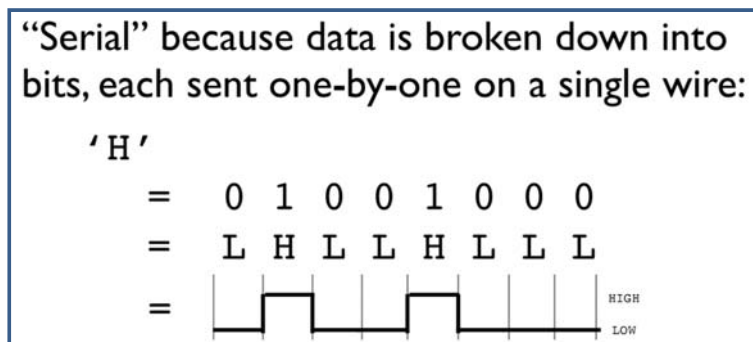 “Serial” because data is broken down into
bits, each sent one-by-one on a single wire:
‘H’
= 0 1 0 0 1 0 0 0
= L H L L H L L L
= HIGH
LOW